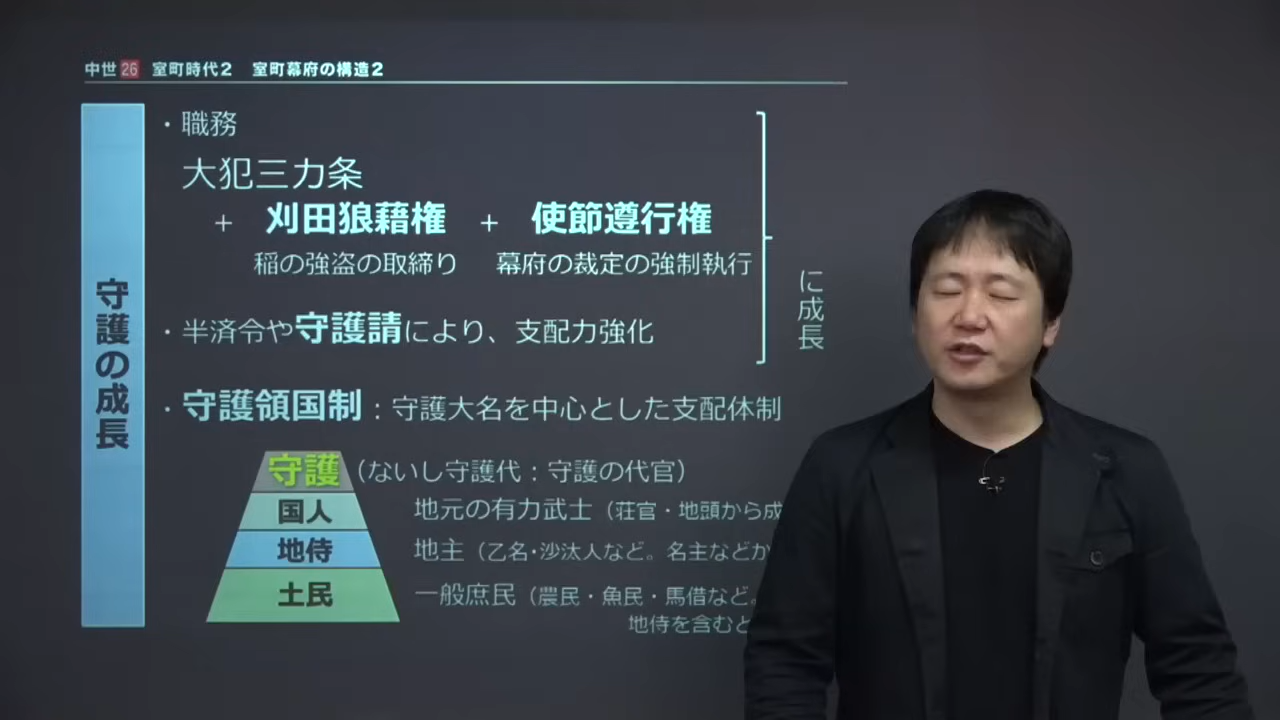 中世26 室町時代2 室町幕府の構造2
守護の成長
・職務
大犯三カ条
+ 刈田狼藉権 + 使節遵行権
稲の強盗の取締り 幕府の裁定の強制執行
・半済令や守護請により、支配力強化
に成長
・守護領国制：守護大名を中心とした支配体制
守護（ないし守護代：守護の代官）
国人 地元の有力武士（荘官・地頭から成
地侍 地主（乙名・沙汰人など。名主などか
土民 一般庶民（農民・魚民・馬借など。
地侍を含むと